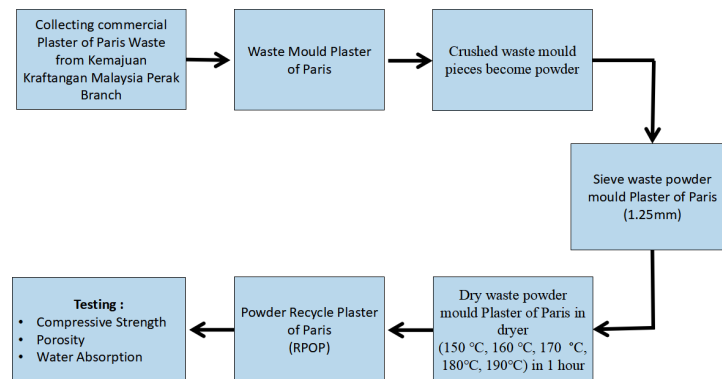 Collecting commercial
Plaster of Paris Waste
from Kemajuan
Kraftangan Malaysia Perak
Branch
Waste Mould Plaster
of Paris
Crushed waste mould
pieces become powder
Sieve waste powder
mould Plaster of Paris
(1.25mm)
Dry waste powder
mould Plaster of Paris in
dryer
(150 °C, 160 °C, 170 °C,
180°C, 190°C) in 1 hour
Powder Recycle Plaster
of Paris
(RPOP)
Testing :
• Compressive Strength
• Porosity
• Water Absorption